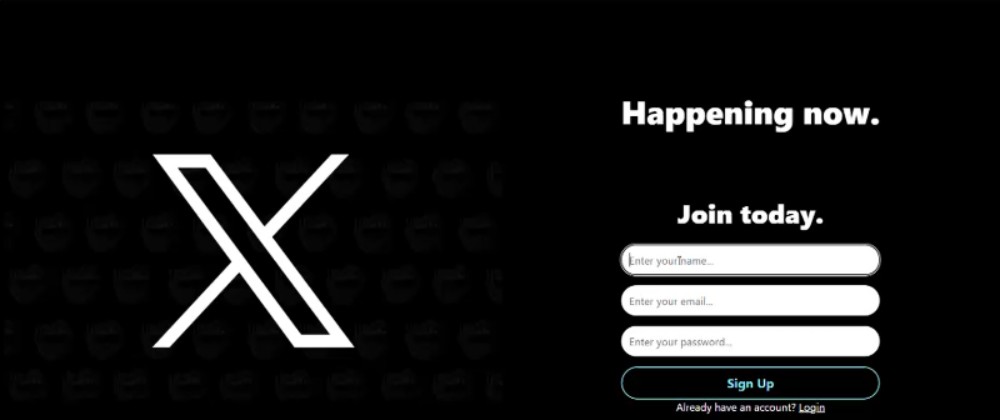 Happening now.
Join today.
Enter your name...
Enter your email...
Enter your password...
Sign Up
Already have an account? Login